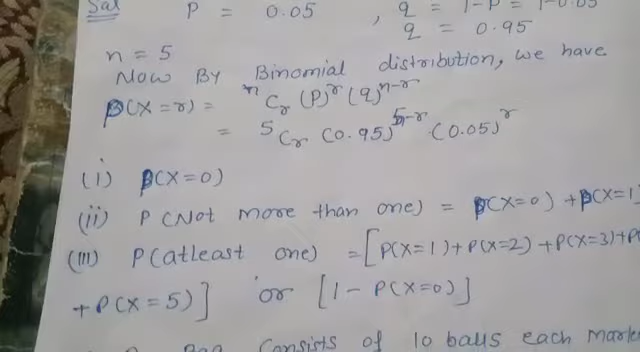 Sol P = 0.05 , q = 1-P = 1-0.05
q = 0.95
n = 5
Now By Binomial distribution, we have
P(X=r) = ⁿCᵣ (P)ʳ (q)ⁿ⁻ʳ
= ⁵Cᵣ (0.95)⁵⁻ʳ (0.05)ʳ
(i) P(X=0)
(ii) P(Not more than one) = P(X=0) + P(X=1)
(iii) P(atleast one) = [P(X=1)+P(X=2)+P(X=3)+P
+P(X=5)] or [1-P(X=0)]
Consists of 10 balls each